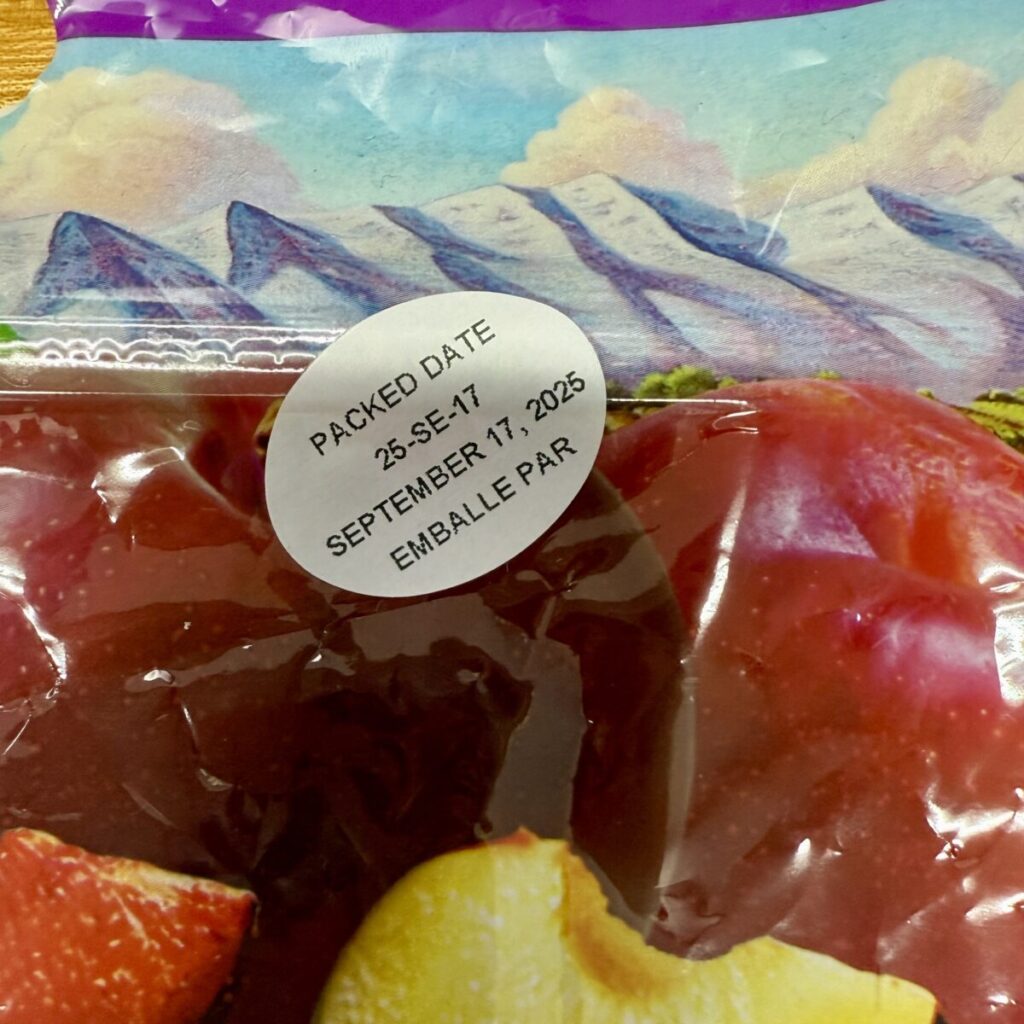 PACKED DATE
25-SE-17
SEPTEMBER 17, 2025
EMBALLE PAR